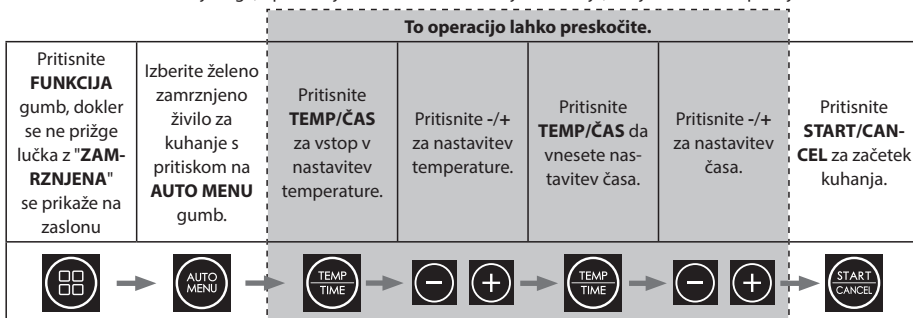 To operacijo lahko preskočite.
Pritisnite
FUNKCIJA
gumb, dokler
se ne prižge
lučka z "ZAM-
RZNJENA"
se prikaže na
zaslonu
Izberite želeno
zamrznjeno
živilo za
kuhanje s
pritiskom na
AUTO MENU
gumb.
Pritisnite
TEMP/ČAS
za vstop v
nastavitev
temperature.
Pritisnite -/+
za nastavitev
temperature.
Pritisnite
TEMP/ČAS da
vnesete nas-
tavitev časa.
Pritisnite -/+
za nastavitev
časa.
Pritisnite
START/CAN-
CEL za začetek
kuhanja.
AUTO
MENU
TEMP
TIME
- +
TEMP
TIME
- +
START
CANCEL